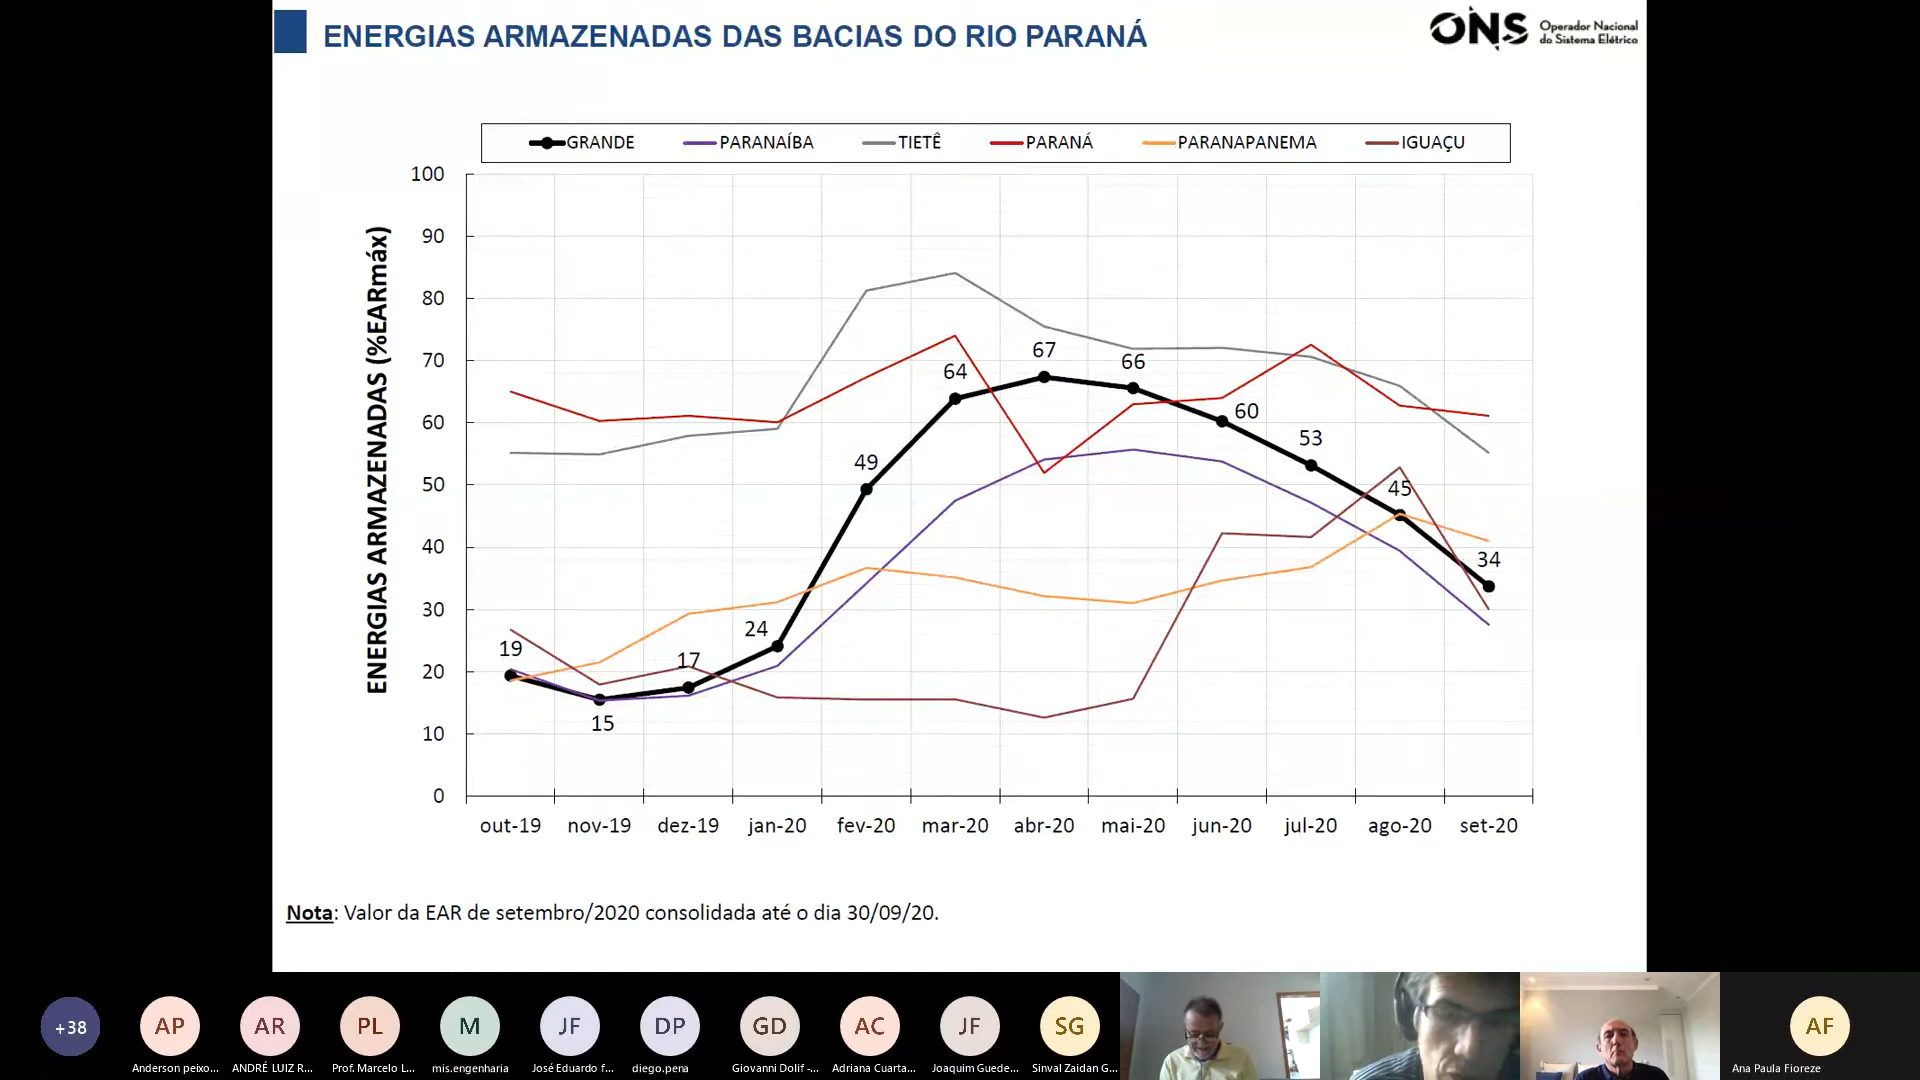 ENERGIAS ARMAZENADAS DAS BACIAS DO RIO PARANÁ
ONS Operador Nacional
do Sistema Elétrico
GRANDE PARANAÍBA TIETÊ PARANÁ PARANAPANEMA IGUAÇU
ENERGIAS ARMAZENADAS (%EARmáx)
100
90
80
70
60
50
40
30
20
10
0
19
15
17
24
49
64
67
66
60
53
45
34
out-19 nov-19 dez-19 jan-20 fev-20 mar-20 abr-20 mai-20 jun-20 jul-20 ago-20 set-20
Nota: Valor da EAR de setembro/2020 consolidada até o dia 30/09/20.
+38 AP AR PL M JF DP GD AC JF SG AF
Anderson peixo... ANDRÉ LUIZ R... Prof. Marcelo L... mis.engenharia José Eduardo f... diego.pena Giovanni Dolif -... Adriana Cuarta... Joaquim Guede... Sinval Zaidan G... Ana Paula Fioreze